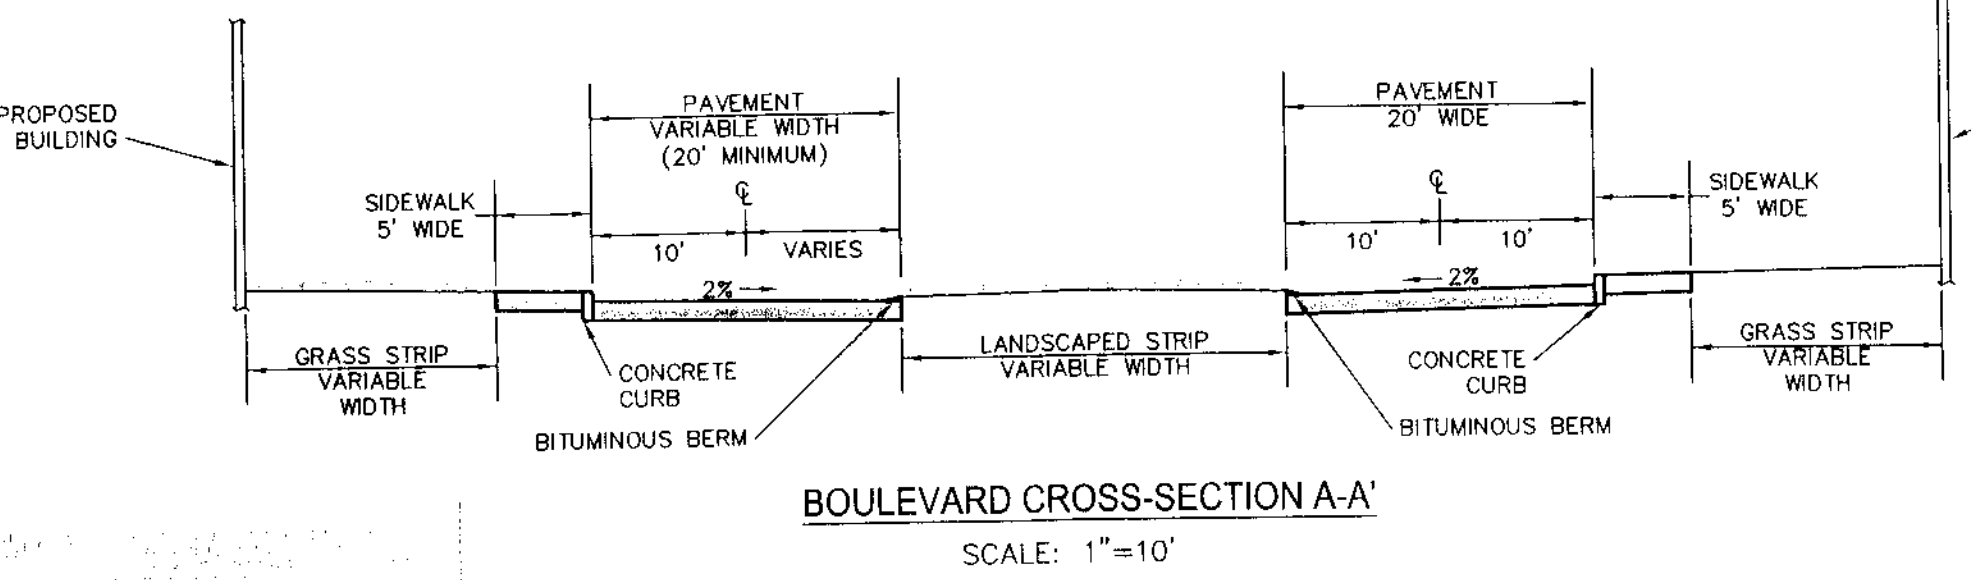 PROPOSED
BUILDING
SIDEWALK
5' WIDE
PAVEMENT
VARIABLE WIDTH
(20' MINIMUM)
℄
10'
VARIES
2%
PAVEMENT
20' WIDE
℄
10'
10'
2%
SIDEWALK
5' WIDE
GRASS STRIP
VARIABLE
WIDTH
CONCRETE
CURB
BITUMINOUS BERM
LANDSCAPED STRIP
VARIABLE WIDTH
CONCRETE
CURB
BITUMINOUS BERM
GRASS STRIP
VARIABLE
WIDTH
BOULEVARD CROSS-SECTION A-A'
SCALE: 1"=10'